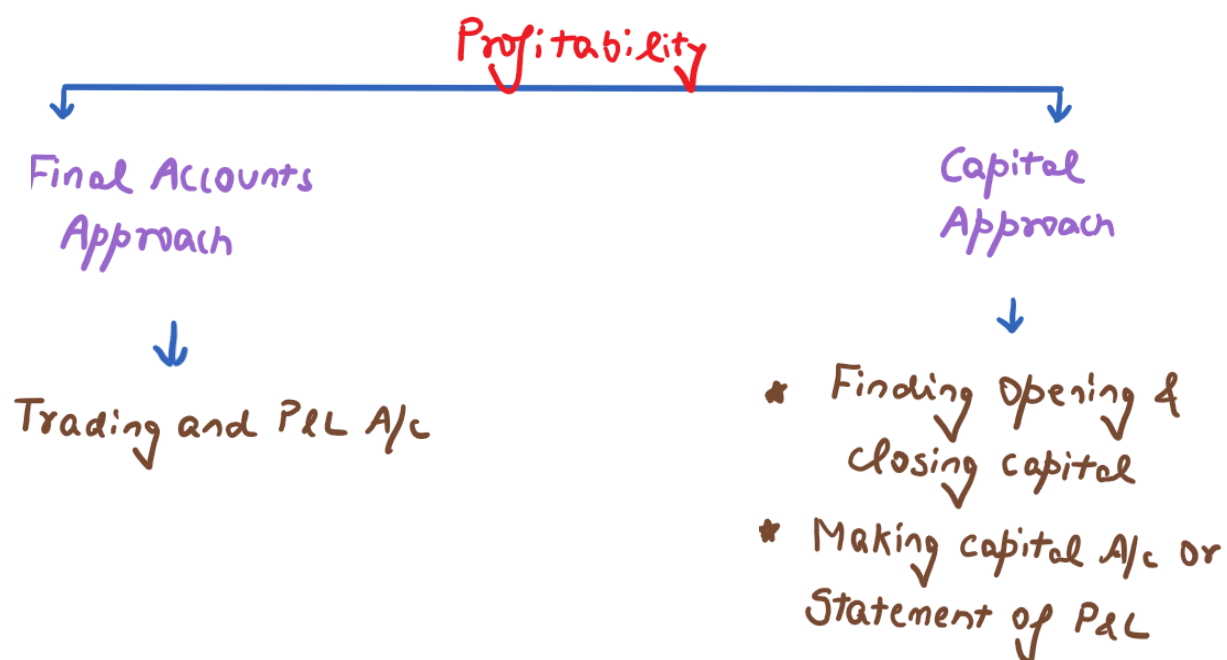 Profitability
Final Accounts
Approach
Trading and P&L A/c
Capital
Approach
* Finding opening &
closing capital
* Making capital A/c or
Statement of P&L